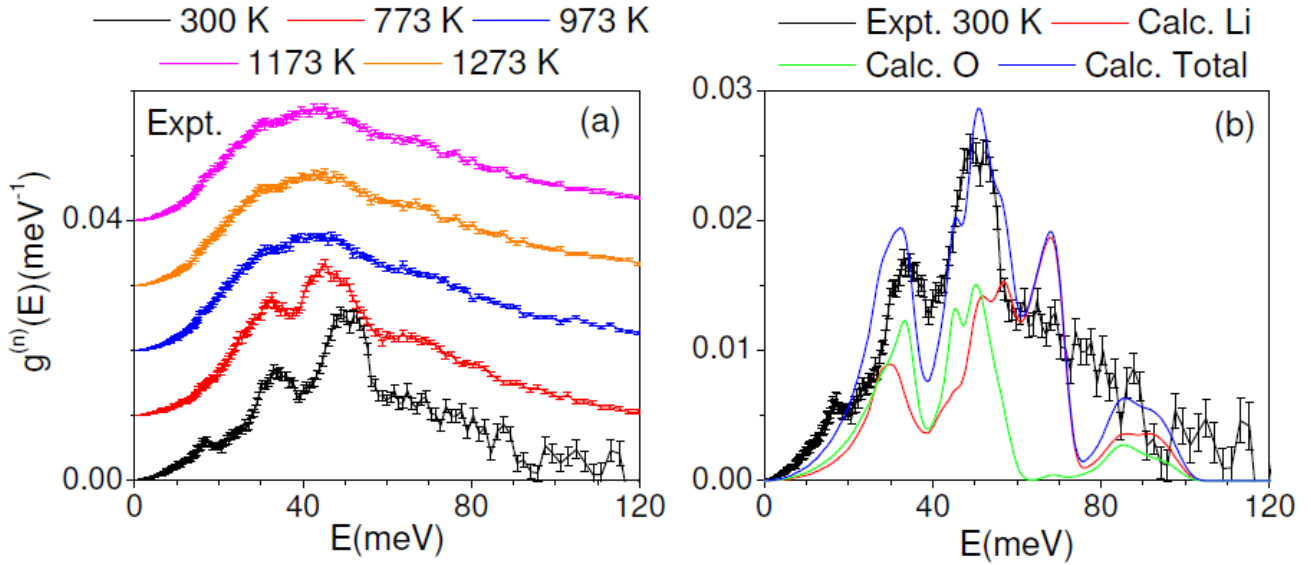 300 K 773 K 973 K
1173 K 1273 K
Expt. (a)
g(n)(E)(meV-1)
0.04
0.00
0 40 80 120
E(meV)
Expt. 300 K Calc. Li
Calc. O Calc. Total
0.03
(b)
0.02
0.01
0.00
0 40 80 120
E(meV)